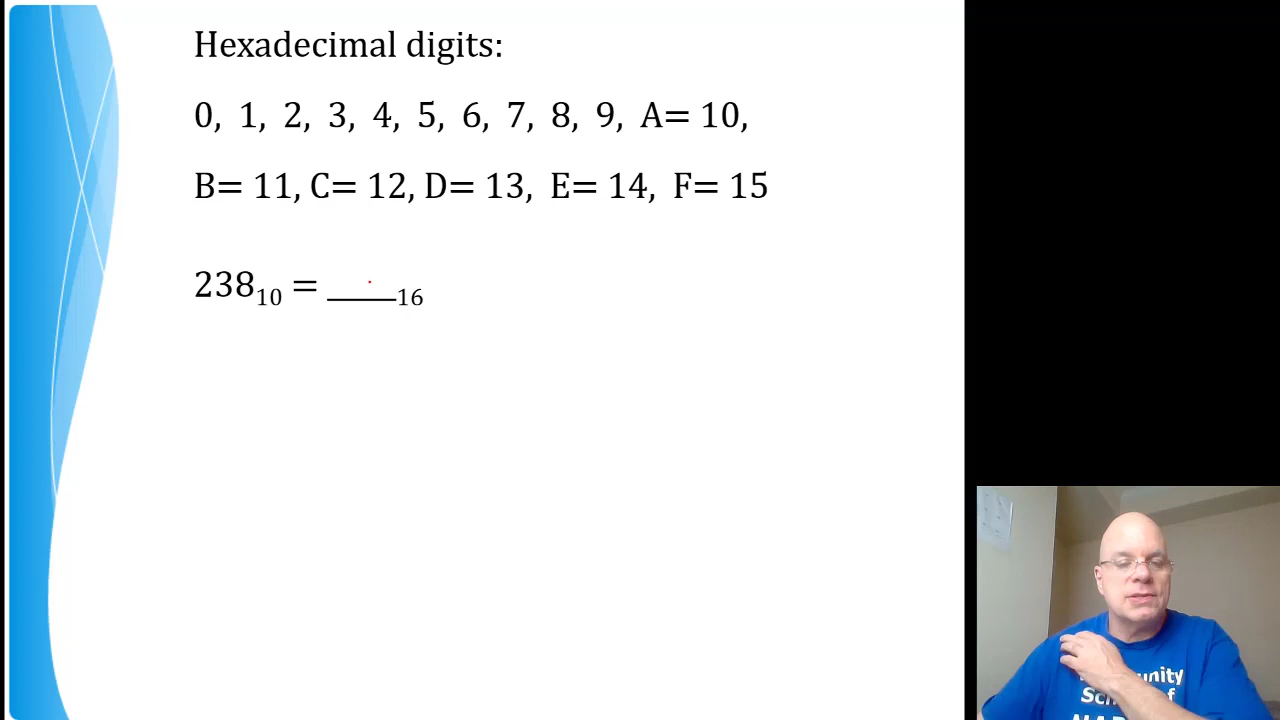 Hexadecimal digits:
0, 1, 2, 3, 4, 5, 6, 7, 8, 9, A= 10,
B= 11, C= 12, D= 13, E= 14, F= 15
238₁₀ = ____₁₆